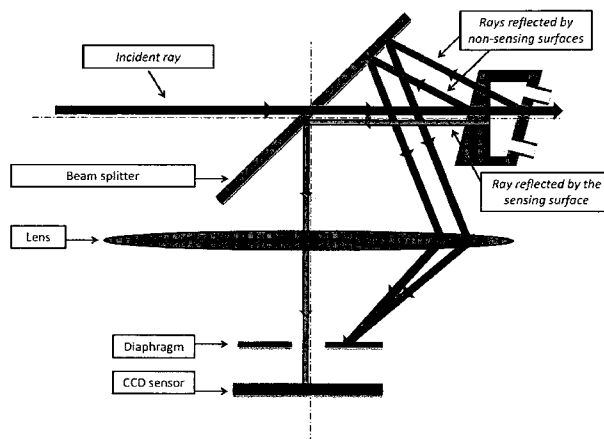 Incident ray
Rays reflected by
non-sensing surfaces
Beam splitter
Ray reflected by the
sensing surface
Lens
Diaphragm
CCD sensor